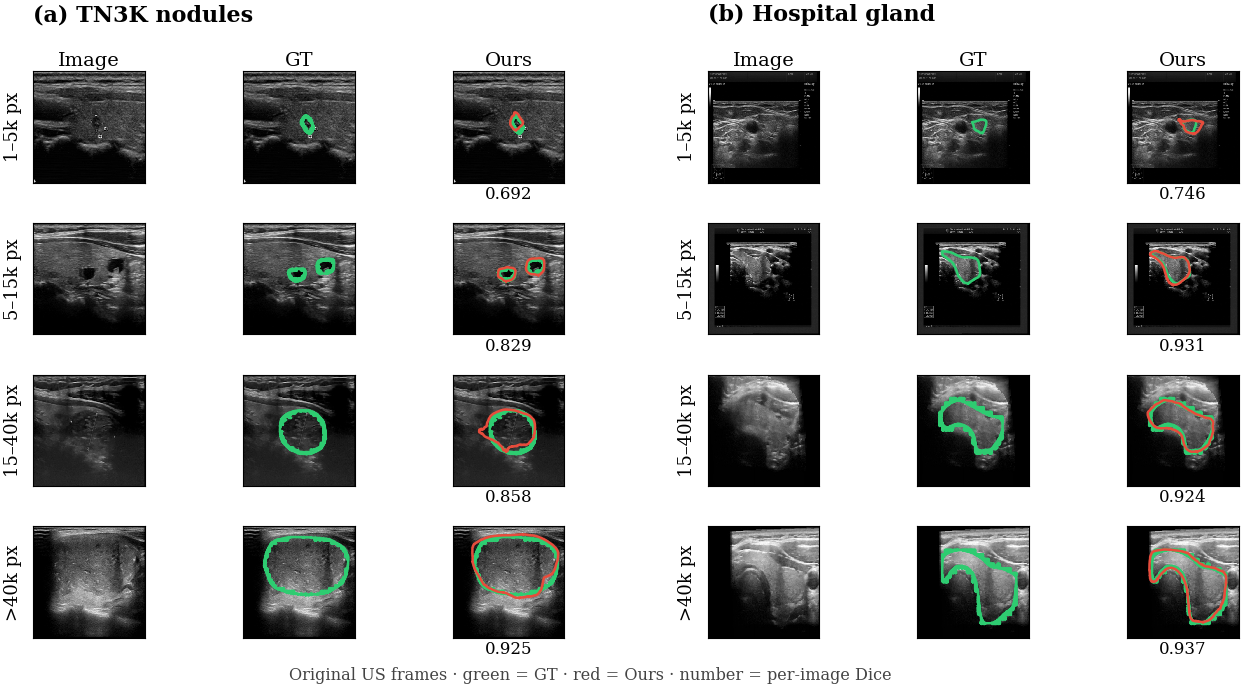 (a) TN3K nodules
(b) Hospital gland
Image
GT
Ours
Image
GT
Ours
1–5k px
0.692
1–5k px
0.746
5–15k px
0.829
5–15k px
0.931
15–40k px
0.858
15–40k px
0.924
>40k px
0.925
>40k px
0.937
Original US frames · green = GT · red = Ours · number = per-image Dice